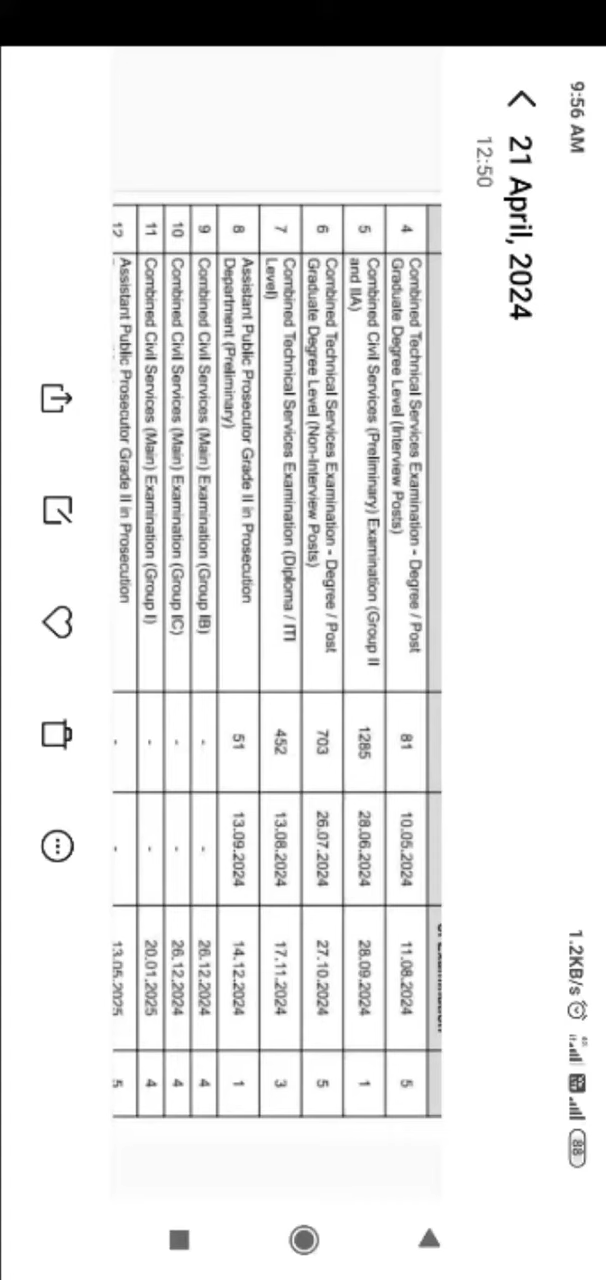 9:56 AM
1.2KB/s
88
21 April, 2024
12:50
4 Combined Technical Services Examination - Degree / Post Graduate Degree Level (Interview Posts) 81 10.05.2024 11.08.2024 5
5 Combined Civil Services (Preliminary) Examination (Group II and IIA) 1285 28.06.2024 28.09.2024 1
6 Combined Technical Services Examination - Degree / Post Graduate Degree Level (Non-Interview Posts) 703 26.07.2024 27.10.2024 5
7 Combined Technical Services Examination (Diploma / ITI Level) 452 13.08.2024 17.11.2024 3
8 Assistant Public Prosecutor Grade II in Prosecution Department (Preliminary) 51 13.09.2024 14.12.2024 1
9 Combined Civil Services (Main) Examination (Group IB) - - 26.12.2024 4
10 Combined Civil Services (Main) Examination (Group IC) - - 26.12.2024 4
11 Combined Civil Services (Main) Examination (Group I) - - 20.01.2025 4
12 Assistant Public Prosecutor Grade II in Prosecution - - 13.05.2025 5